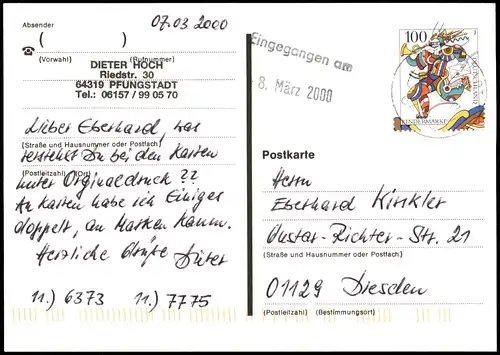 Absender
07.03 2000
( )
(Vorwahl) (Rufnummer)
DIETER HOCH
Riedstr. 30
64319 PFUNGSTADT
Tel.: 06157 / 99 05 70
Lieber Eberhard, was
(Straße und Hausnummer oder Postfach)
verstehst Du bei den Karten
(Postleitzahl) (Ort)
unter Orginaldruck ??
An Karten habe ich Einiges
doppelt, an Marken kaum.
Herzliche Grüße Dieter
11.) 6373 11.) 7775
Eingegangen am
8. März 2000
100
KINDERMARKE
Postkarte
Herrn
Eberhard Kinkler
Gustav-Richter-Str. 21
(Straße und Hausnummer oder Postfach)
01129 Dresden
(Postleitzahl) (Bestimmungsort)